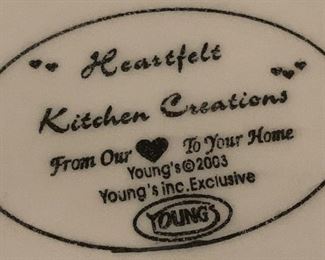 Heartfelt
Kitchen Creations
From Our ♥ To Your Home
Young's©2003
Young's inc.Exclusive
YOUNG'S